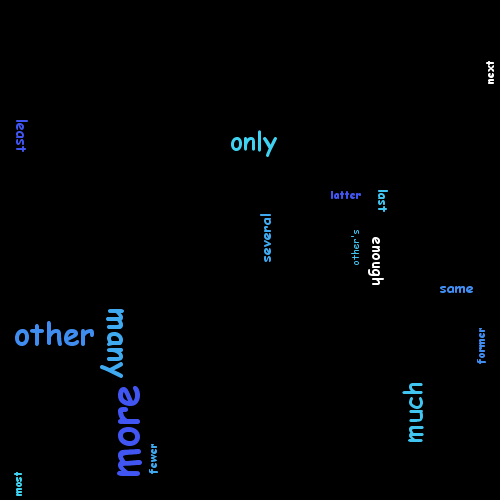 next
least
only
latter
last
several
other's
enough
same
other
many
former
more
much
fewer
most